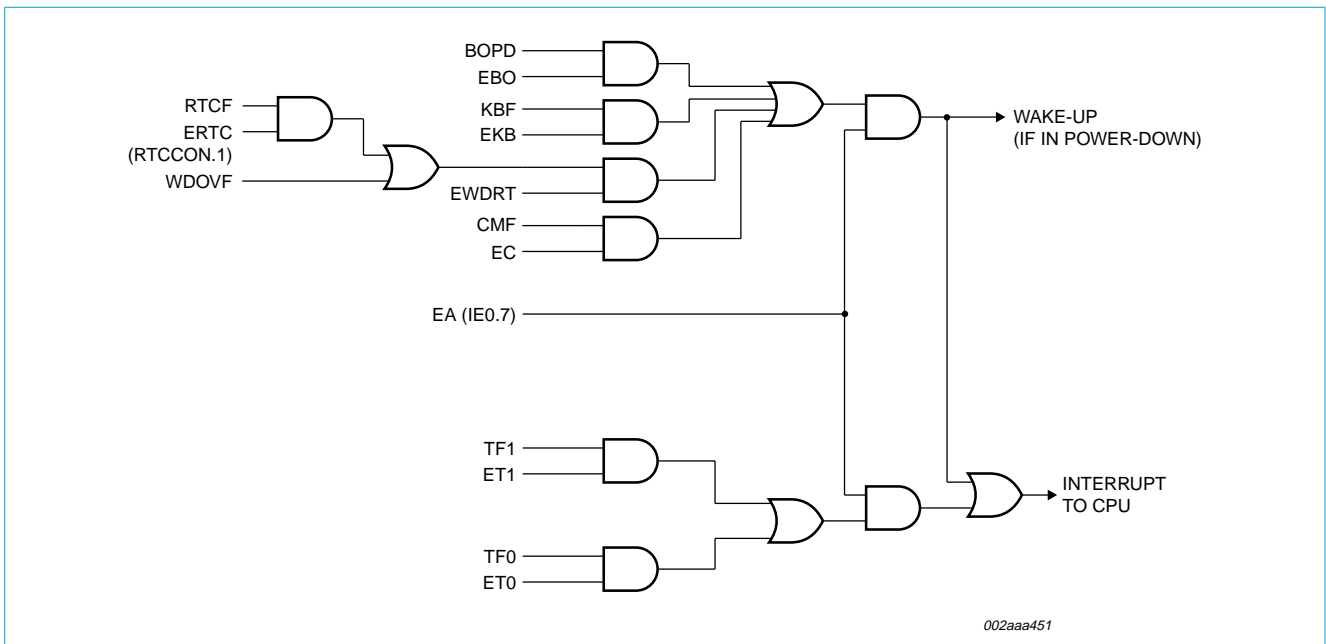 BOPD
EBO
RTCF
ERTC
(RTCCON.1)
WDOVF
KBF
EKB
EWDRT
CMF
EC
WAKE-UP
(IF IN POWER-DOWN)
EA (IE0.7)
TF1
ET1
TF0
ET0
INTERRUPT
TO CPU
002aaa451